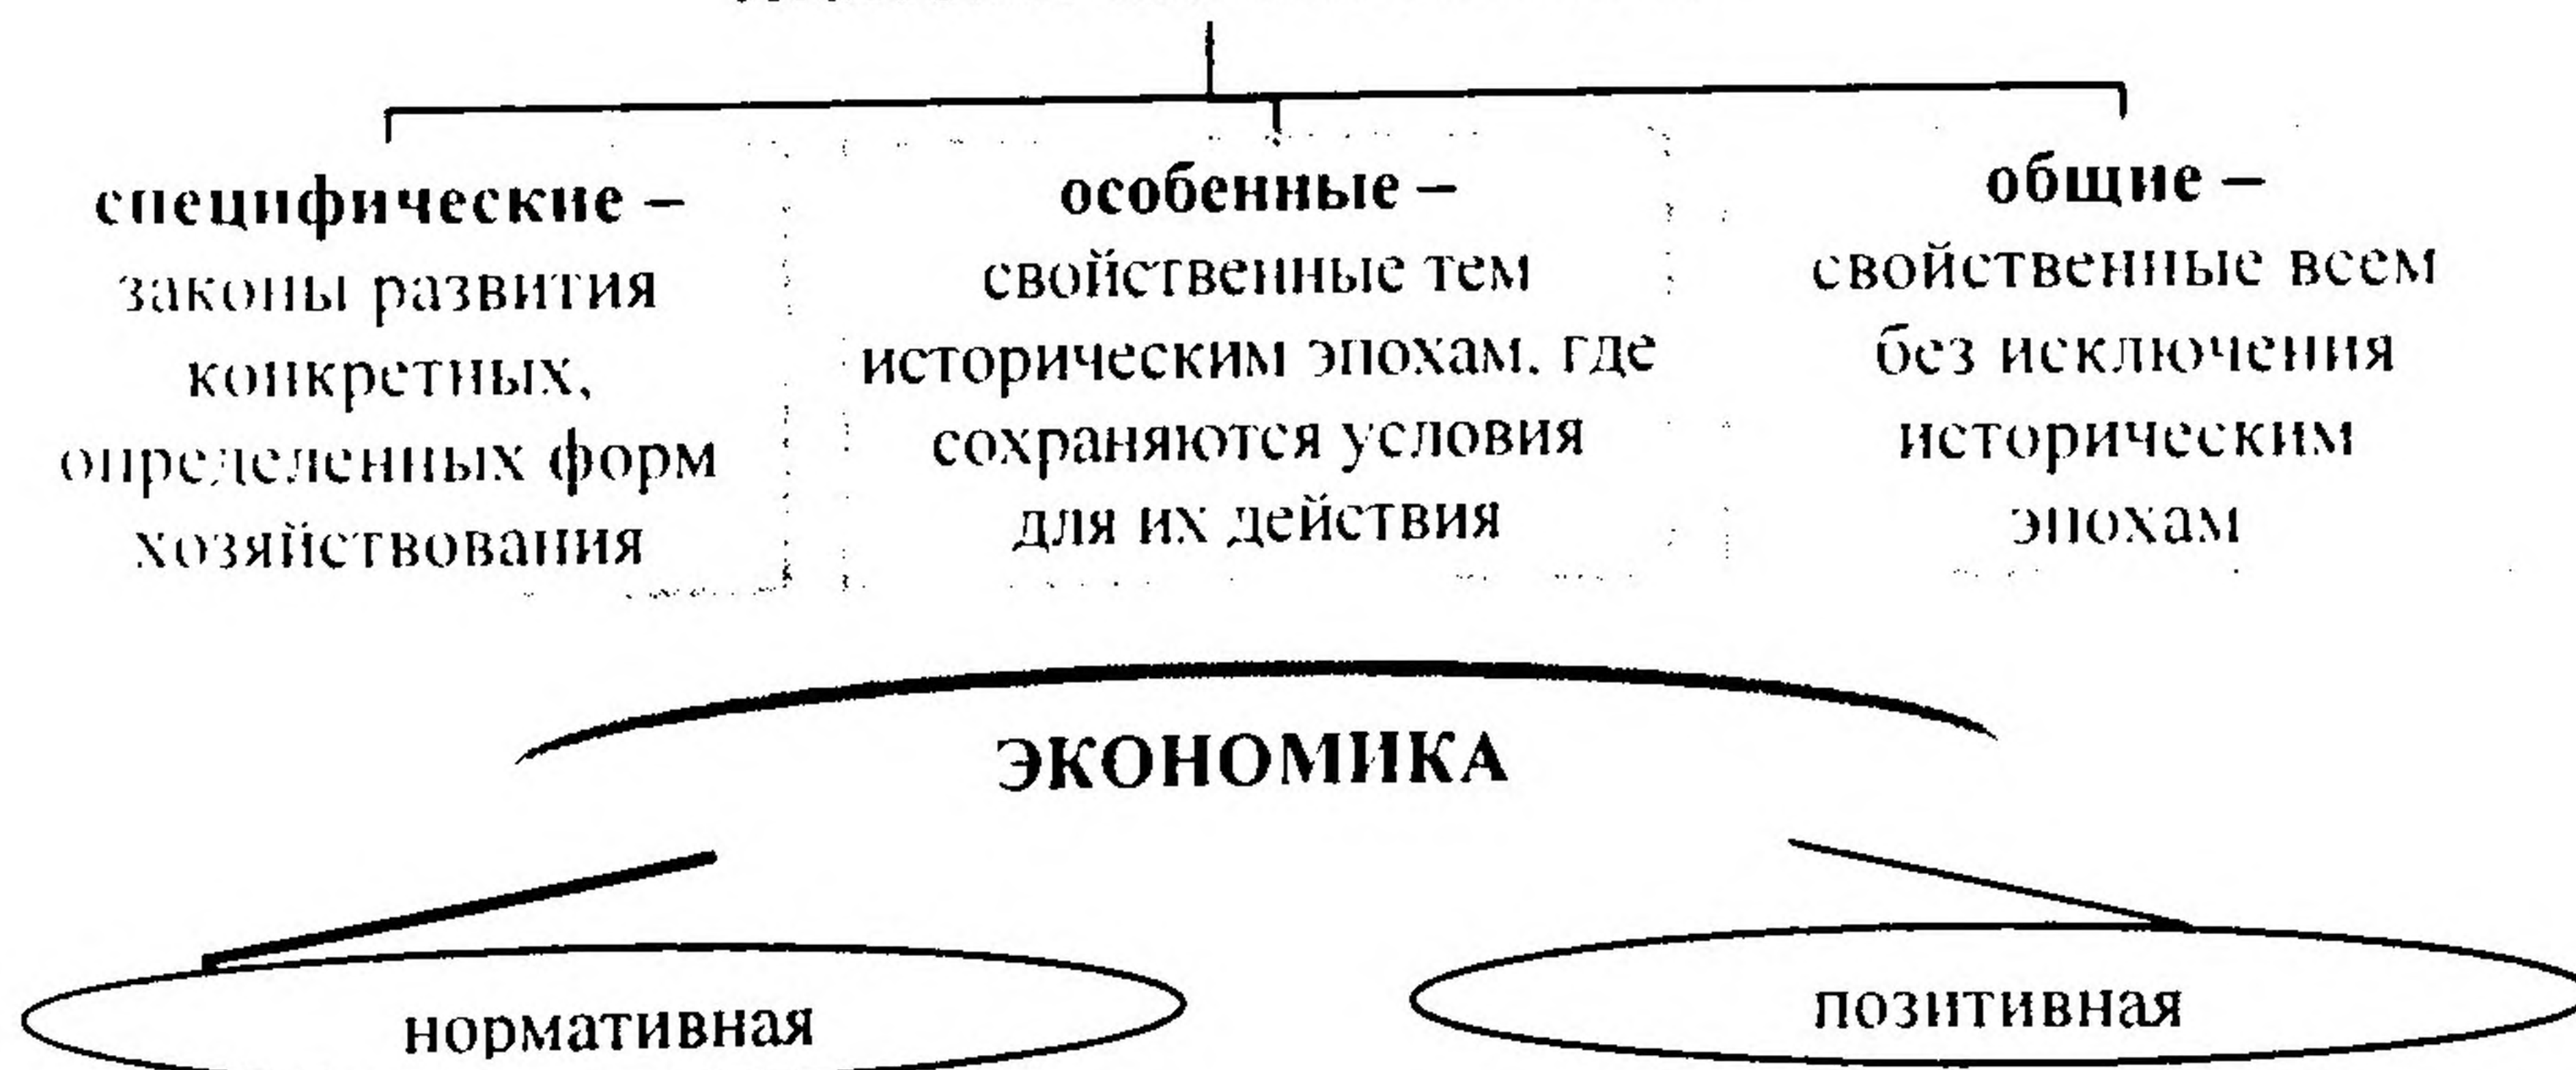 специфические –
законы развития
конкретных,
определенных форм
хозяйствования
особенные –
свойственные тем
историческим эпохам, где
сохраняются условия
для их действия
общие –
свойственные всем
без исключения
историческим
эпохам
ЭКОНОМИКА
нормативная
позитивная